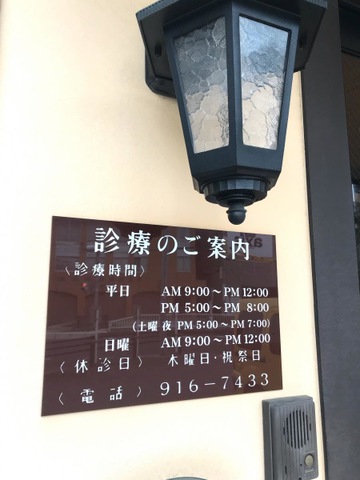 診療のご案内
〈診療時間〉
平日 AM 9:00～PM 12:00
PM 5:00～PM 8:00
(土曜 夜 PM 5:00～PM 7:00)
日曜 AM 9:00～PM 12:00
〈休診日〉 木曜日・祝祭日
〈電話〉 916-7433